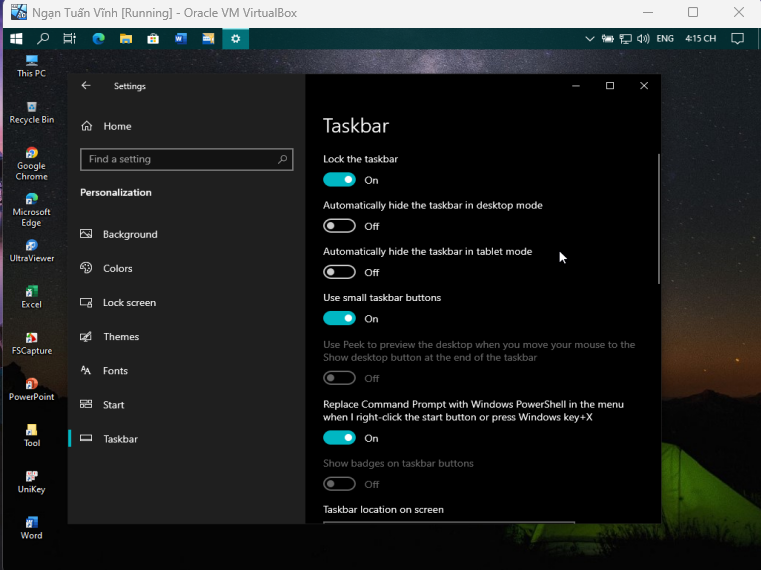 Ngạn Tuấn Vĩnh [Running] - Oracle VM VirtualBox
ENG
4:15 CH
This PC
Recycle Bin
Google
Chrome
Microsoft
Edge
UltraViewer
Excel
FSCapture
PowerPoint
Tool
UniKey
Word
Settings
Home
Find a setting
Personalization
Background
Colors
Lock screen
Themes
Fonts
Start
Taskbar
Taskbar
Lock the taskbar
On
Automatically hide the taskbar in desktop mode
Off
Automatically hide the taskbar in tablet mode
Off
Use small taskbar buttons
On
Use Peek to preview the desktop when you move your mouse to the
Show desktop button at the end of the taskbar
Off
Replace Command Prompt with Windows PowerShell in the menu
when I right-click the start button or press Windows key+X
On
Show badges on taskbar buttons
Off
Taskbar location on screen